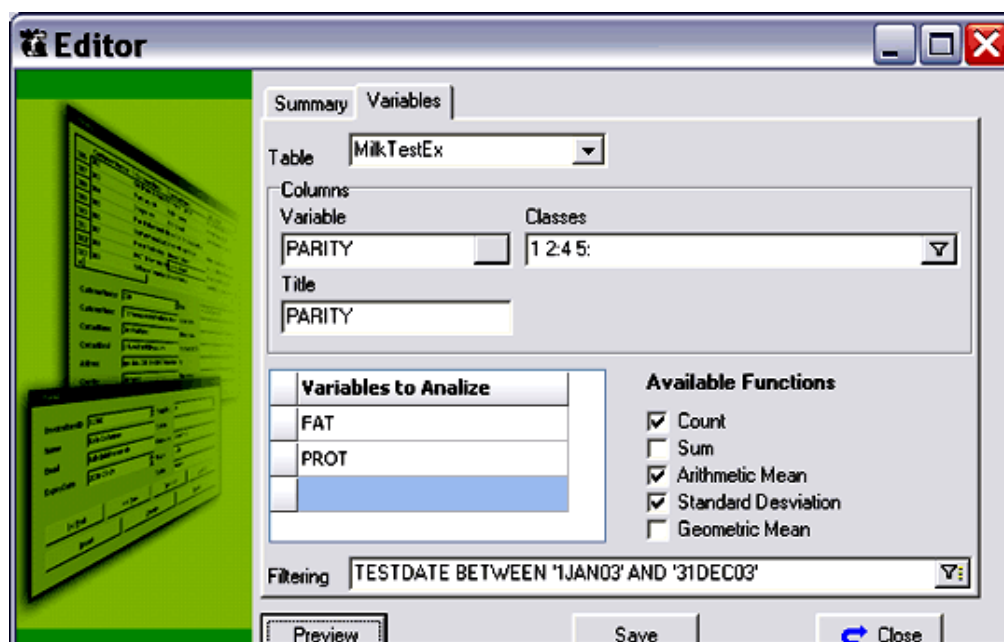 Editor
Summary Variables
Table MilkTestEx
Columns
Variable Classes
PARITY 1 2:4 5:
Title
PARITY
Variables to Analize Available Functions
FAT Count
Sum
PROT Arithmetic Mean
Standard Desviation
Geometric Mean
Filtering TESTDATE BETWEEN '1JAN03' AND '31DEC03'
Preview Save Close